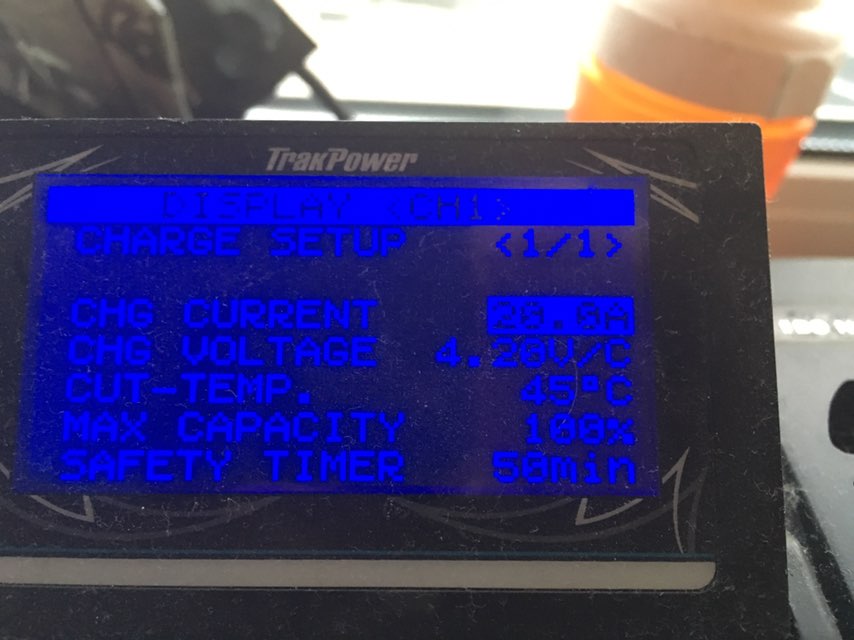 TrakPower
DISPLAY <CH1>
CHARGE SETUP <1/1>
CHG CURRENT 20.0A
CHG VOLTAGE 4.20V/C
CUT-TEMP. 45°C
MAX CAPACITY 100%
SAFETY TIMER 50min